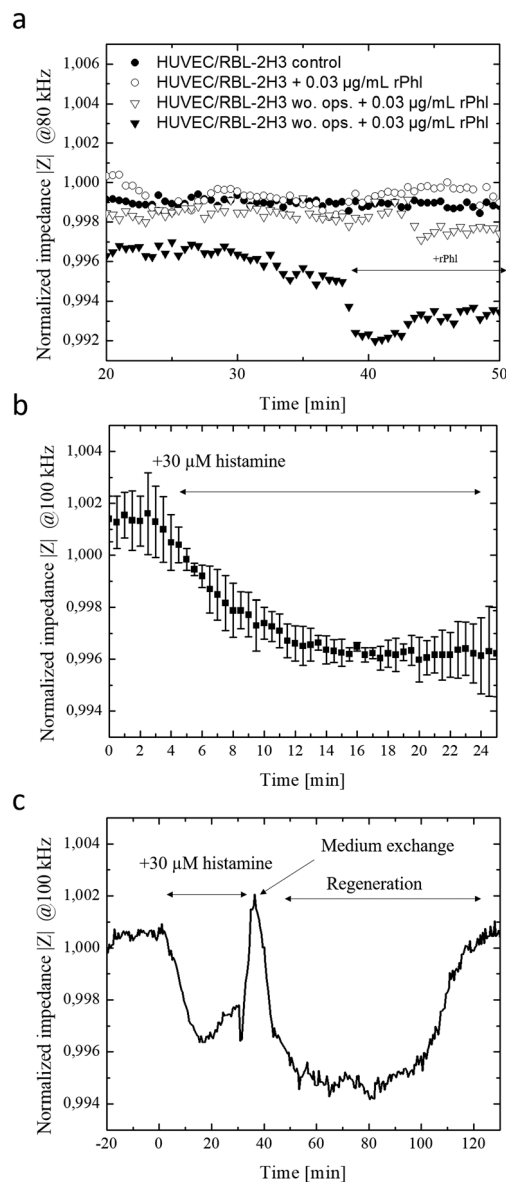 a
1,006
1,004
1,002
1,000
0,998
0,996
0,994
0,992
Normalized impedance |Z| @80 kHz
HUVEC/RBL-2H3 control
HUVEC/RBL-2H3 + 0.03 µg/mL rPhl
HUVEC/RBL-2H3 wo. ops. + 0.03 µg/mL rPhl
HUVEC/RBL-2H3 wo. ops. + 0.03 µg/mL rPhl
+rPhl
20 30 40 50
Time [min]
b
1,004
1,002
1,000
0,998
0,996
0,994
Normalized impedance |Z| @100 kHz
+30 µM histamine
0 2 4 6 8 10 12 14 16 18 20 22 24
Time [min]
c
1,004
1,002
1,000
0,998
0,996
0,994
Normalized impedance |Z| @100 kHz
Medium exchange
+30 µM histamine
Regeneration
-20 0 20 40 60 80 100 120
Time [min]